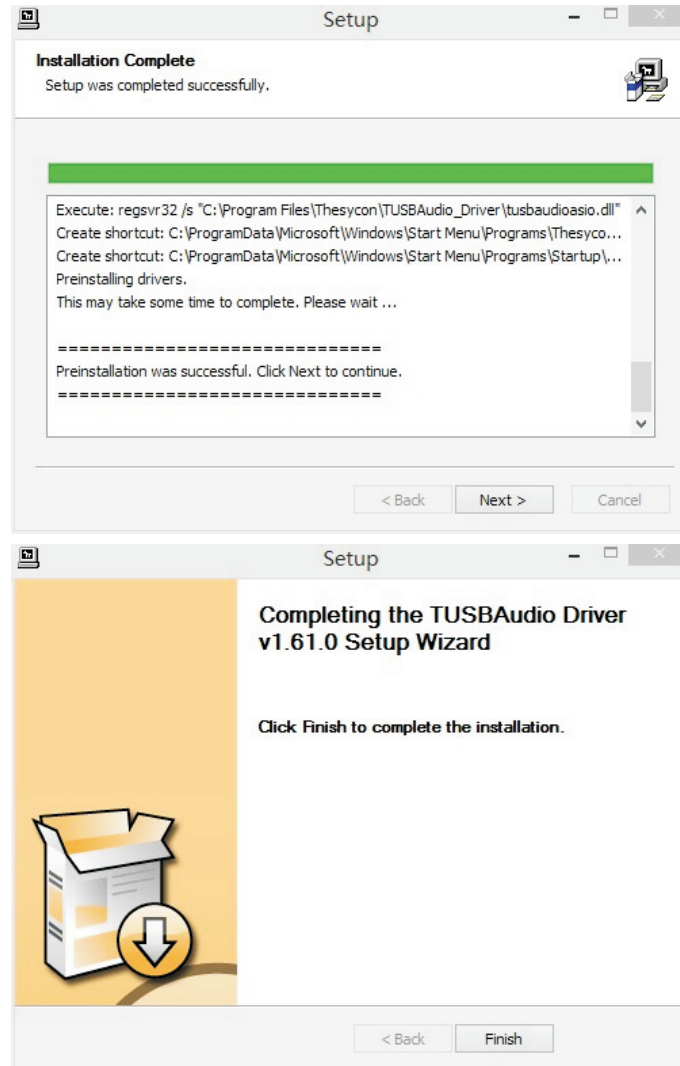 Setup
Installation Complete
Setup was completed successfully.
Execute: regsvr32 /s "C:\Program Files\Thesycon\TUSBAudio_Driver\tusbaudioasio.dll"
Create shortcut: C:\ProgramData\Microsoft\Windows\Start Menu\Programs\Thesyco...
Create shortcut: C:\ProgramData\Microsoft\Windows\Start Menu\Programs\Startup\...
Preinstalling drivers.
This may take some time to complete. Please wait ...
==============================
Preinstallation was successful. Click Next to continue.
==============================
< Back
Next >
Cancel
Setup
Completing the TUSBAudio Driver
v1.61.0 Setup Wizard
Click Finish to complete the installation.
< Back
Finish